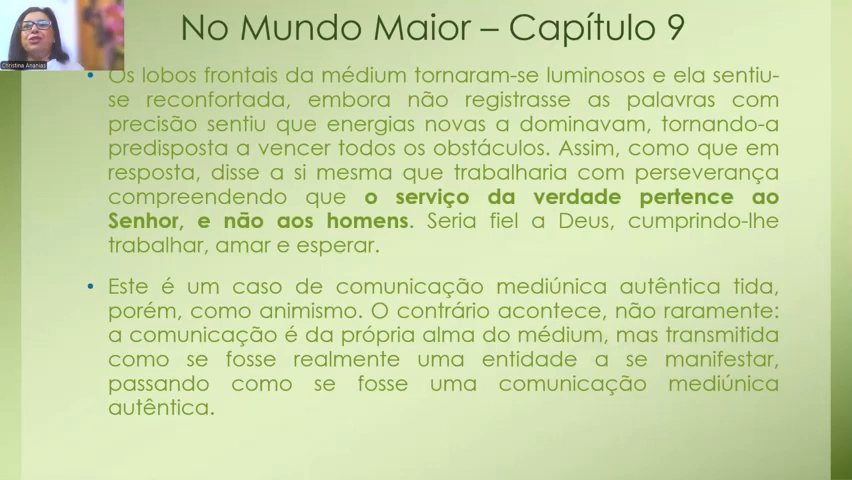 No Mundo Maior – Capítulo 9
Christina Ananias
• Os lobos frontais da médium tornaram-se luminosos e ela sentiu-
se reconfortada, embora não registrasse as palavras com
precisão sentiu que energias novas a dominavam, tornando-a
predisposta a vencer todos os obstáculos. Assim, como que em
resposta, disse a si mesma que trabalharia com perseverança
compreendendo que o serviço da verdade pertence ao
Senhor, e não aos homens. Seria fiel a Deus, cumprindo-lhe
trabalhar, amar e esperar.
• Este é um caso de comunicação mediúnica autêntica tida,
porém, como animismo. O contrário acontece, não raramente:
a comunicação é da própria alma do médium, mas transmitida
como se fosse realmente uma entidade a se manifestar,
passando como se fosse uma comunicação mediúnica
autêntica.